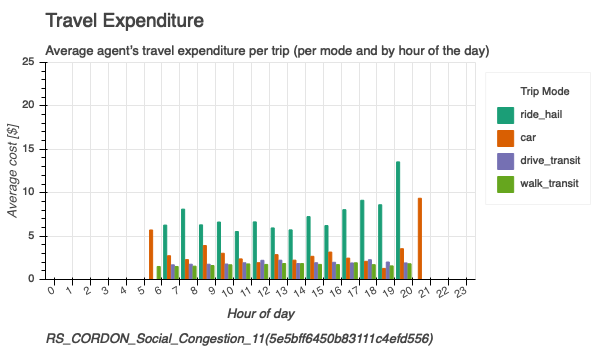 Travel Expenditure
Average agent's travel expenditure per trip (per mode and by hour of the day)
25
20
15
10
5
0
Average cost [$]
0 1 2 3 4 5 6 7 8 9 10 11 12 13 14 15 16 17 18 19 20 21 22 23
Hour of day
Trip Mode
ride_hail
car
drive_transit
walk_transit
RS_CORDON_Social_Congestion_11(5e5bff6450b83111c4efd556)